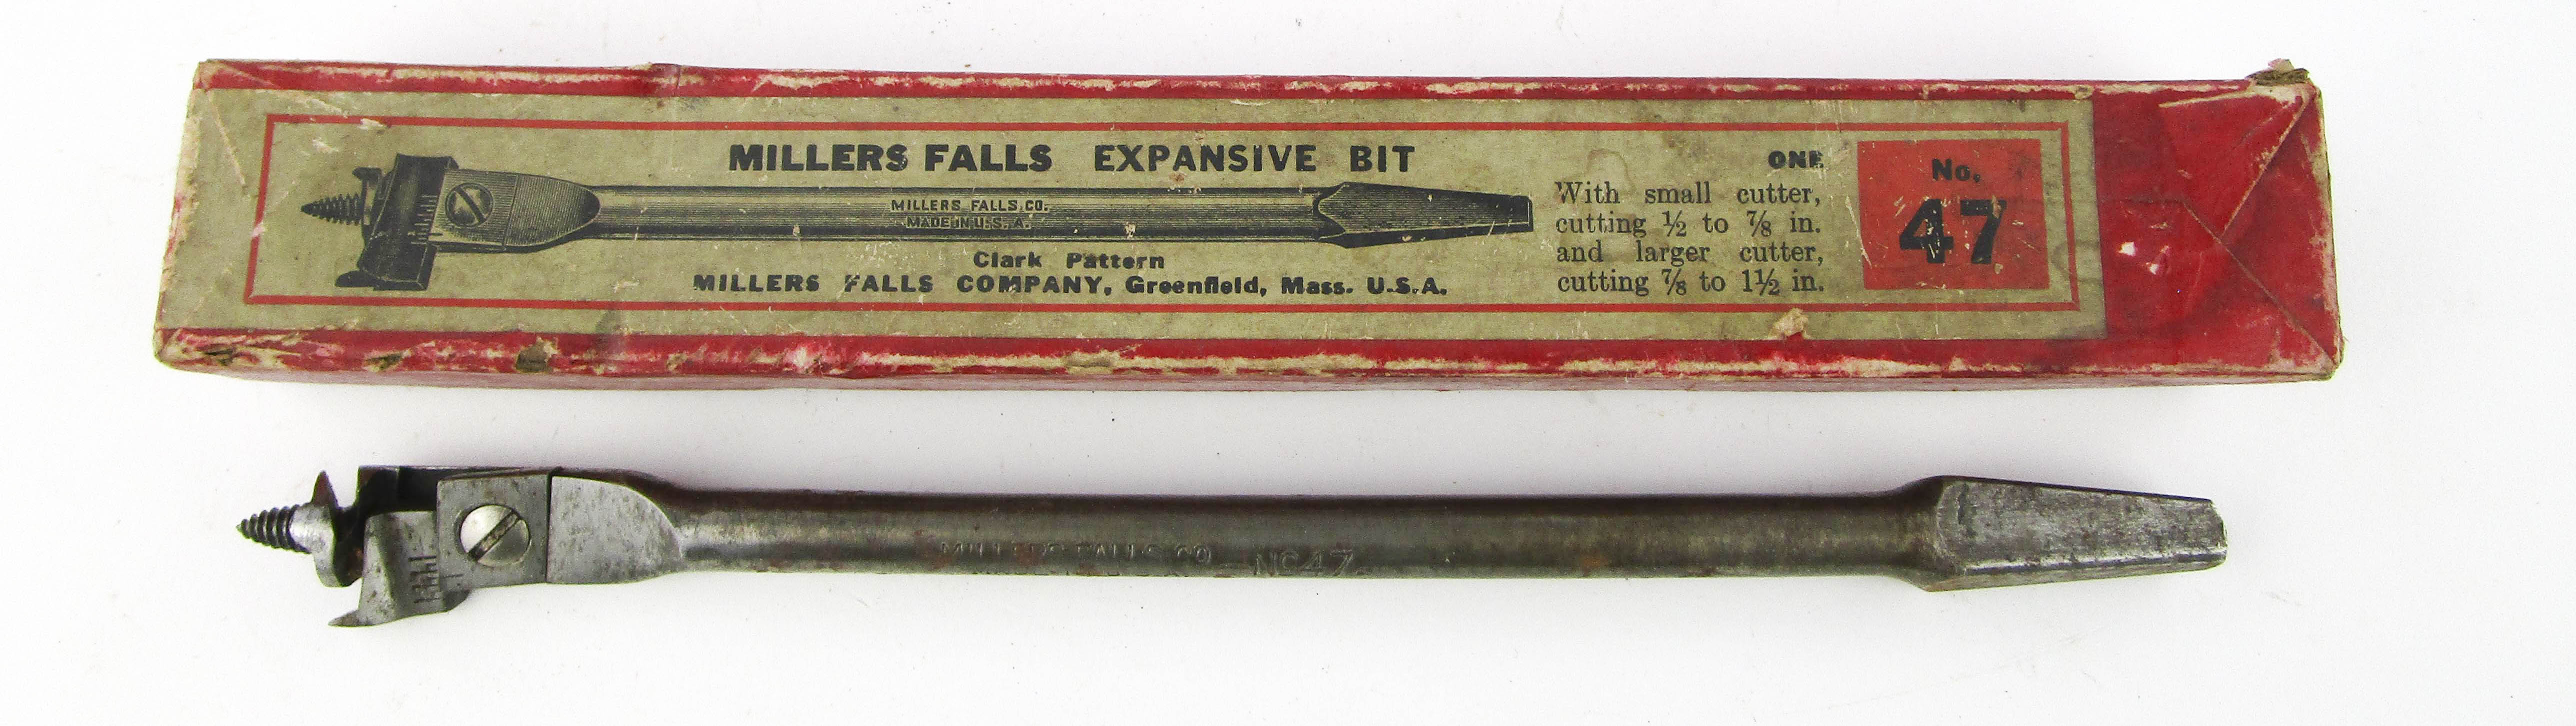 MILLERS FALLS EXPANSIVE BIT
MILLERS FALLS CO.
MADE IN U.S.A.
Clark Pattern
MILLERS FALLS COMPANY, Greenfield, Mass. U.S.A.
ONE
With small cutter,
cutting ½ to ⅞ in.
and larger cutter,
cutting ⅞ to 1½ in.
No.
47
MILLERS FALLS CO. No47